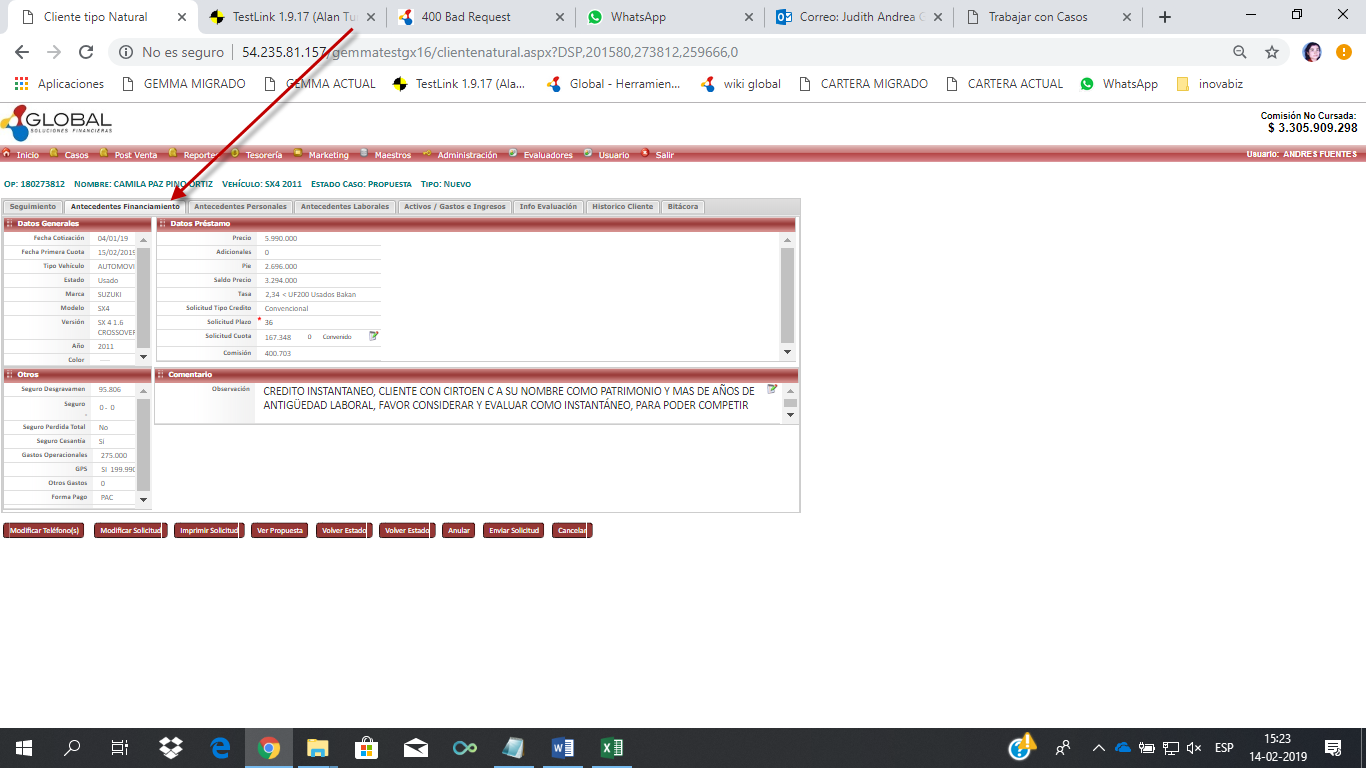 Cliente tipo Natural
TestLink 1.9.17 (Alan Tu
400 Bad Request
WhatsApp
Correo: Judith Andrea G
Trabajar con Casos
No es seguro
54.235.81.157/gemmatestgx16/clientenatural.aspx?DSP,201580,273812,259666,0
Aplicaciones
GEMMA MIGRADO
GEMMA ACTUAL
TestLink 1.9.17 (Ala...
Global - Herramien...
wiki global
CARTERA MIGRADO
CARTERA ACTUAL
WhatsApp
inovabiz
GLOBAL
SOLUCIONES FINANCIERAS
Comisión No Cursada:
$ 3.305.909.298
Inicio Casos Post Venta Reporte Tesorería Marketing Maestros Administración Evaluadores Usuario Salir
Usuario: ANDRES FUENTES
OP: 180273812 NOMBRE: CAMILA PAZ PINO ORTIZ VEHÍCULO: SX4 2011 ESTADO CASO: PROPUESTA TIPO: NUEVO
Seguimiento
Antecedentes Financiamiento
Antecedentes Personales
Antecedentes Laborales
Activos / Gastos e Ingresos
Info Evaluación
Historico Cliente
Bitácora
Datos Generales
Fecha Cotización 04/01/19
Fecha Primera Cuota 15/02/2019
Tipo Vehículo AUTOMOVI
Estado Usado
Marca SUZUKI
Modelo SX4
Versión SX 4 1.6
CROSSOVER
Año 2011
Color ----
Datos Préstamo
Precio 5.990.000
Adicionales 0
Pie 2.696.000
Saldo Precio 3.294.000
Tasa 2,34 < UF200 Usados Bakan
Solicitud Tipo Credito Convencional
Solicitud Plazo * 36
Solicitud Cuota 167.348 0 Convenido
Comisión 400.703
Otros
Seguro Desgravamen 95.806
Seguro 0 - 0
Seguro Perdida Total No
Seguro Cesantía Si
Gastos Operacionales 275.000
GPS SI 199.990
Otros Gastos 0
Forma Pago PAC
Comentario
Observación
CREDITO INSTANTANEO, CLIENTE CON CIRTOEN C A SU NOMBRE COMO PATRIMONIO Y MAS DE AÑOS DE
ANTIGÜEDAD LABORAL, FAVOR CONSIDERAR Y EVALUAR COMO INSTANTÁNEO, PARA PODER COMPETIR
Modificar Teléfono(s)
Modificar Solicitud
Imprimir Solicitud
Ver Propuesta
Volver Estado
Volver Estado
Anular
Enviar Solicitud
Cancelar
ESP
15:23
14-02-2019